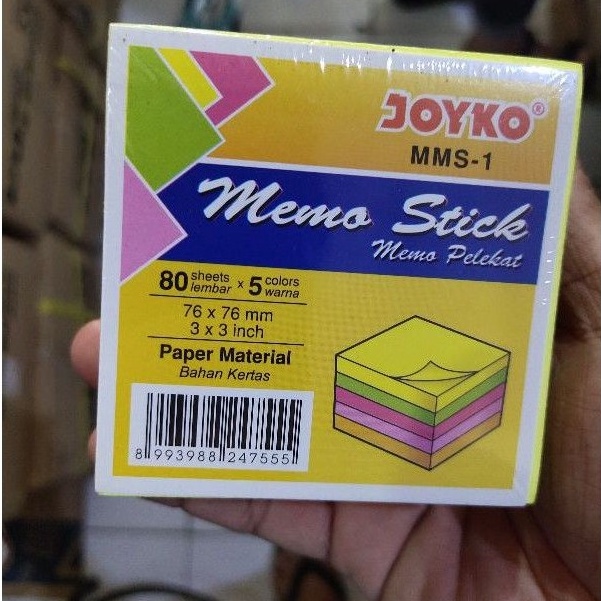 JOYKO®
MMS-1
Memo Stick
Memo Pelekat
80 sheets lembar x 5 colors warna
76 x 76 mm
3 x 3 inch
Paper Material
Bahan Kertas
8 993988 247555